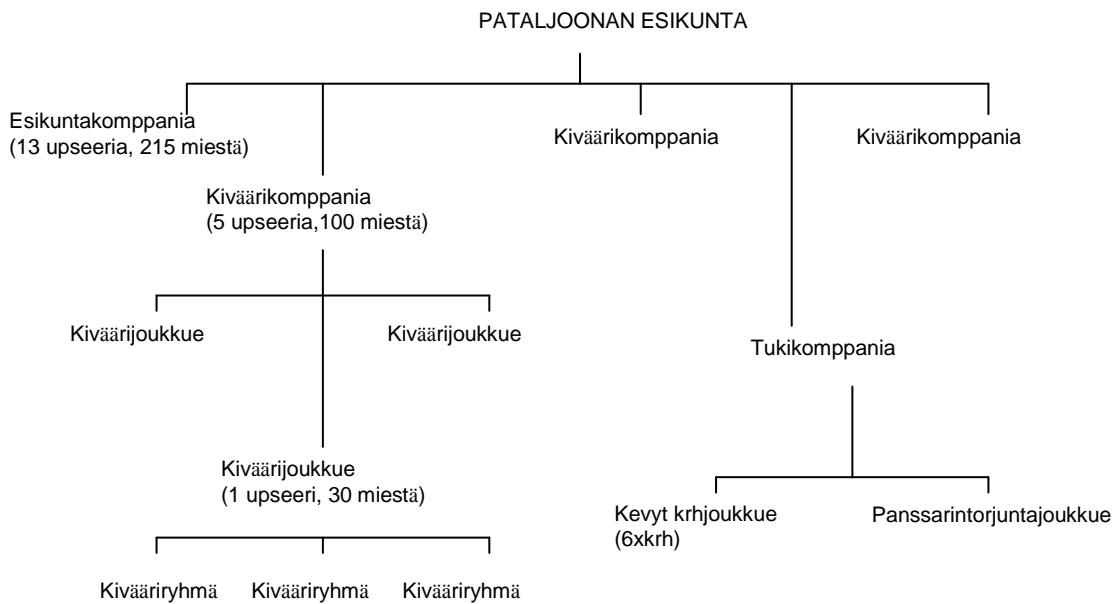 PATALJOONAN ESIKUNTA
Esikuntakomppania
(13 upseeria, 215 miestä)
Kiväärikomppania
Kiväärikomppania
Kiväärikomppania
(5 upseeria,100 miestä)
Kiväärijoukkue
Kiväärijoukkue
Tukikomppania
Kiväärijoukkue
(1 upseeri, 30 miestä)
Kevyt krhjoukkue
(6xkrh)
Panssarintorjuntajoukkue
Kivääriryhmä
Kivääriryhmä
Kivääriryhmä